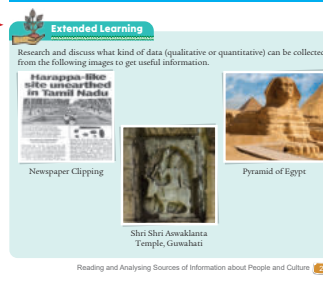 Extended Learning
Research and discuss what kind of data (qualitative or quantitative) can be collected
from the following images to get useful information.
Harappa-like
site unearthed
in Tamil Nadu
Newspaper Clipping
Pyramid of Egypt
Shri Shri Aswaklanta
Temple, Guwahati
Reading and Analysing Sources of Information about People and Culture